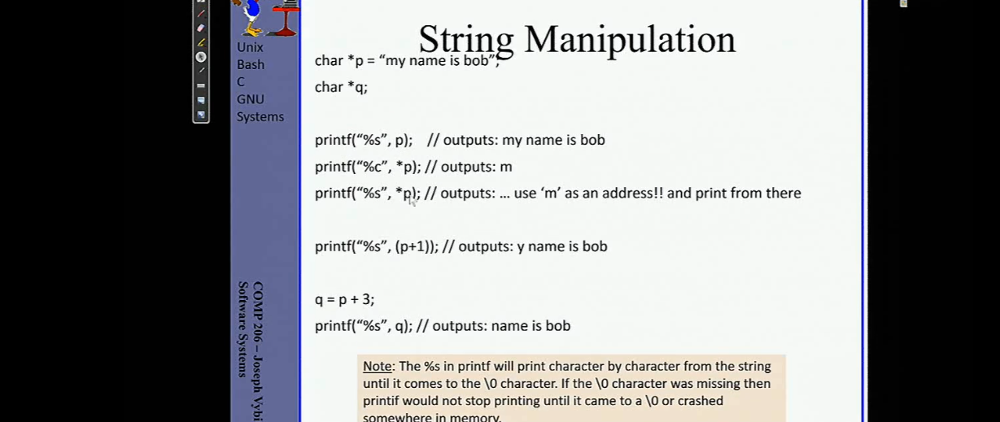 String Manipulation
Unix
Bash
C
GNU
Systems
COMP 206 – Joseph Vybi
Software Systems
char *p = “my name is bob”;
char *q;
printf(“%s”, p); // outputs: my name is bob
printf(“%c”, *p); // outputs: m
printf(“%s”, *p); // outputs: ... use ‘m’ as an address!! and print from there
printf(“%s”, (p+1)); // outputs: y name is bob
q = p + 3;
printf(“%s”, q); // outputs: name is bob
Note: The %s in printf will print character by character from the string
until it comes to the \0 character. If the \0 character was missing then
printif would not stop printing until it came to a \0 or crashed
somewhere in memory.